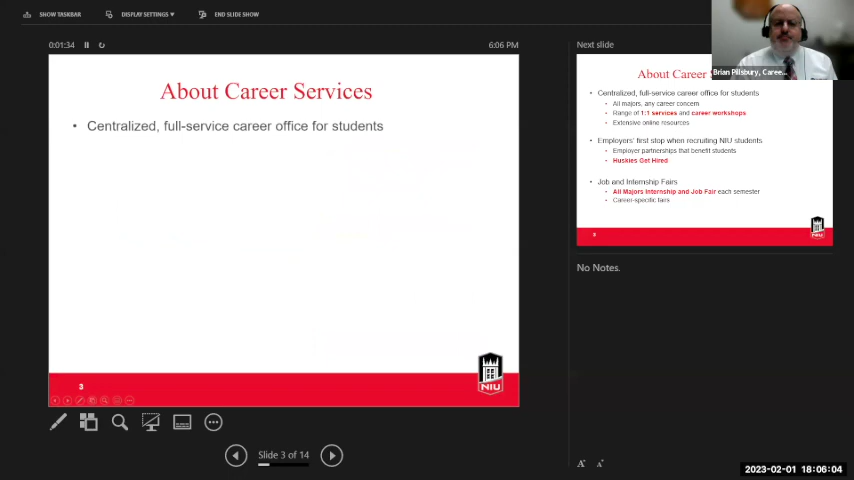 SHOW TASKBAR
DISPLAY SETTINGS
END SLIDE SHOW
0:01:34
6:06 PM
About Career Services
• Centralized, full-service career office for students
3
NIU
Slide 3 of 14
Next slide
About Career S
• Centralized, full-service career office for students
• All majors, any career concern
• Range of 1:1 services and career workshops
• Extensive online resources
• Employers' first stop when recruiting NIU students
• Employer partnerships that benefit students
• Huskies Get Hired
• Job and Internship Fairs
• All Majors Internship and Job Fair each semester
• Career-specific fairs
NIU
Brian Pillsbury, Caree...
No Notes.
A
A
2023-02-01 18:06:04